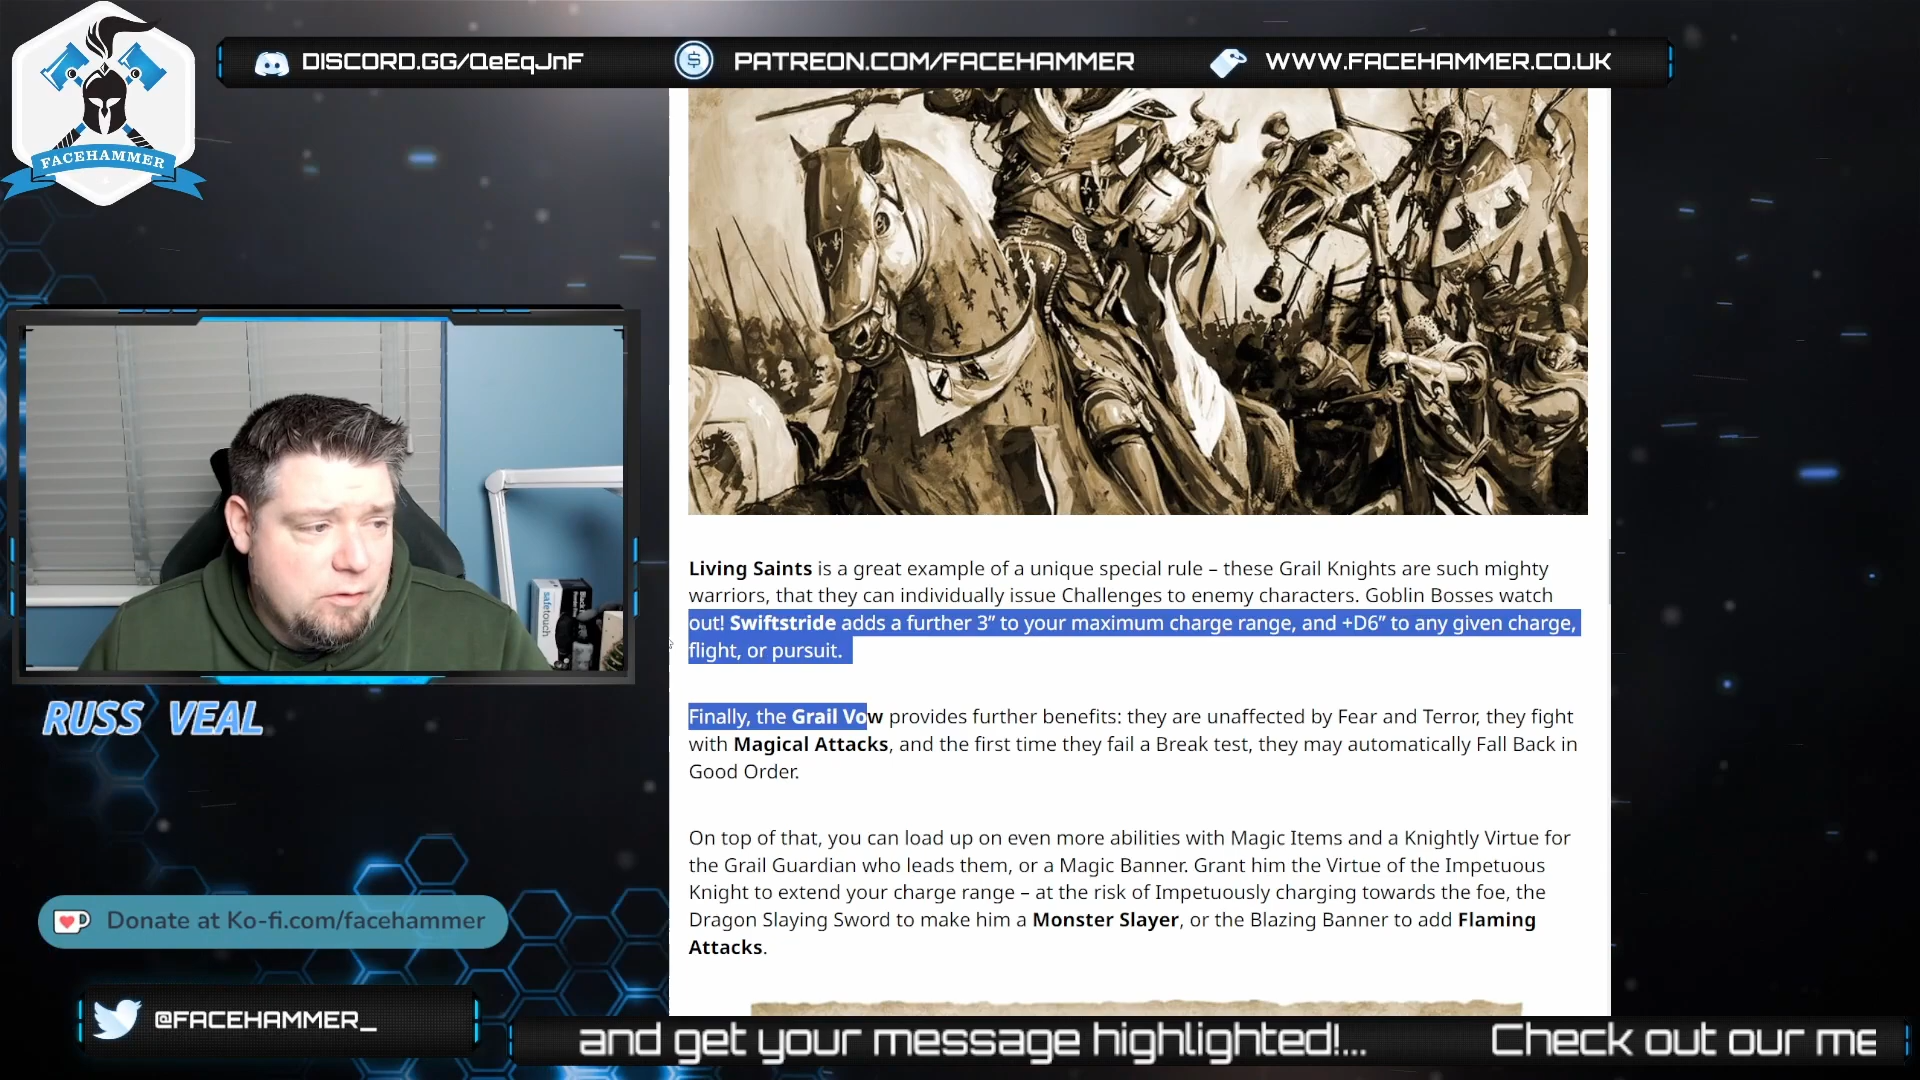 DISCORD.GG/QeEqJnF
PATREON.COM/FACEHAMMER
WWW.FACEHAMMER.CO.UK
FACEHAMMER
safetouch
RUSS VEAL
Donate at Ko-fi.com/facehammer
@FACEHAMMER_
Living Saints is a great example of a unique special rule – these Grail Knights are such mighty
warriors, that they can individually issue Challenges to enemy characters. Goblin Bosses watch
out! Swiftstride adds a further 3” to your maximum charge range, and +D6” to any given charge,
flight, or pursuit.
Finally, the Grail Vow provides further benefits: they are unaffected by Fear and Terror, they fight
with Magical Attacks, and the first time they fail a Break test, they may automatically Fall Back in
Good Order.
On top of that, you can load up on even more abilities with Magic Items and a Knightly Virtue for
the Grail Guardian who leads them, or a Magic Banner. Grant him the Virtue of the Impetuous
Knight to extend your charge range – at the risk of Impetuously charging towards the foe, the
Dragon Slaying Sword to make him a Monster Slayer, or the Blazing Banner to add Flaming
Attacks.
and get your message highlighted!... Check out our me